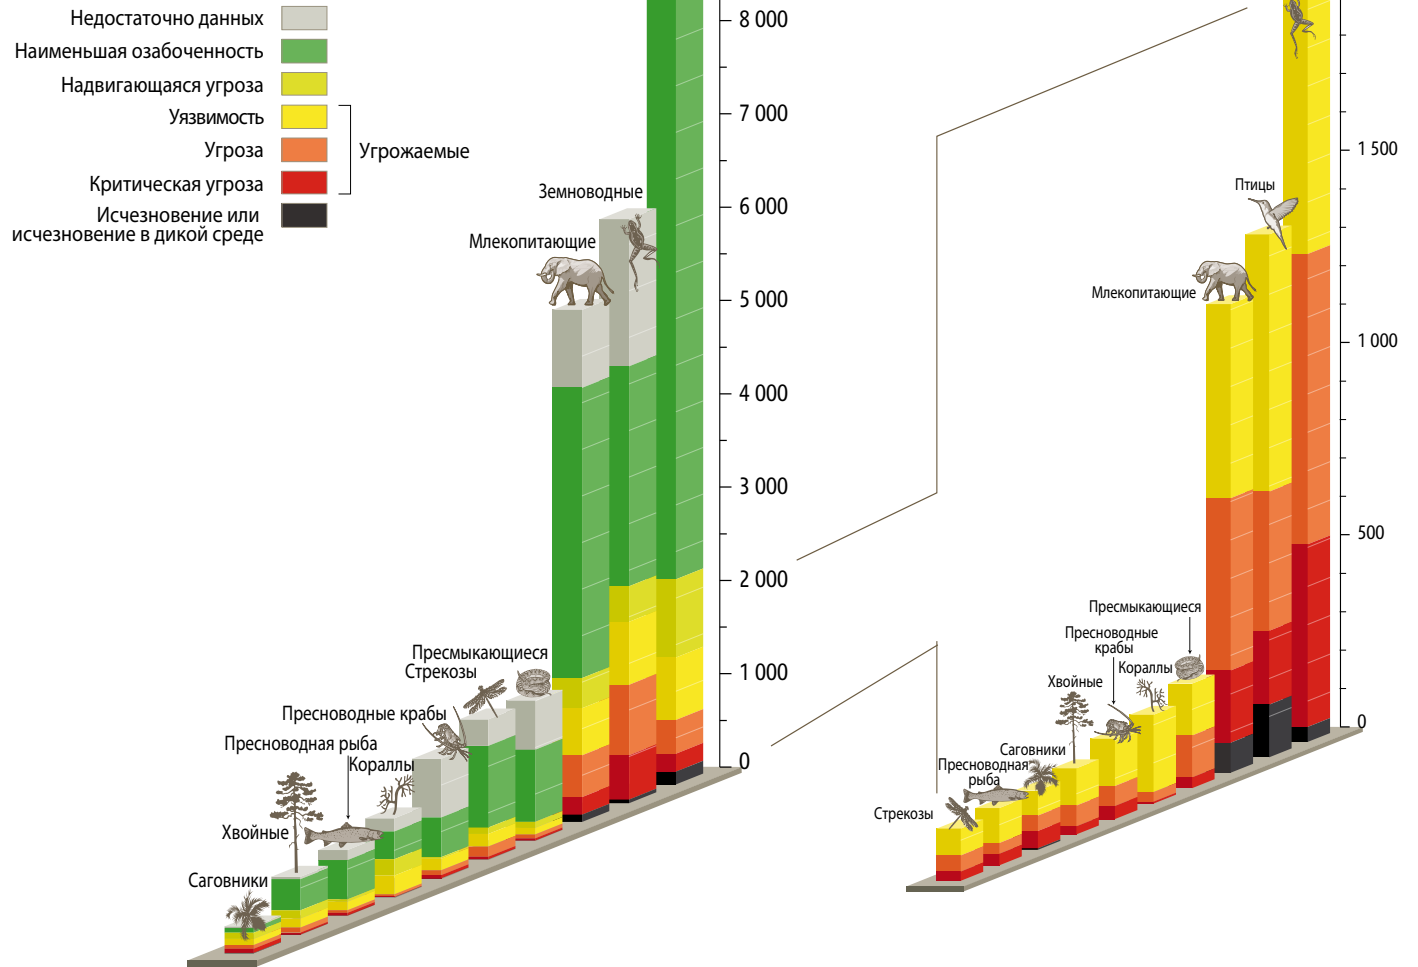 Недостаточно данных
Наименьшая озабоченность
Надвигающаяся угроза
Уязвимость
Угроза
Критическая угроза
Исчезновение или
исчезновение в дикой среде
Угрожаемые
Земноводные
Млекопитающие
Пресмыкающиеся
Стрекозы
Пресноводные крабы
Пресноводная рыба
Кораллы
Хвойные
Саговники
8 000
7 000
6 000
5 000
4 000
3 000
2 000
1 000
0
Птицы
Млекопитающие
Пресмыкающиеся
Пресноводные
крабы
Кораллы
Хвойные
Саговники
Пресноводная
рыба
Стрекозы
1 500
1 000
500
0